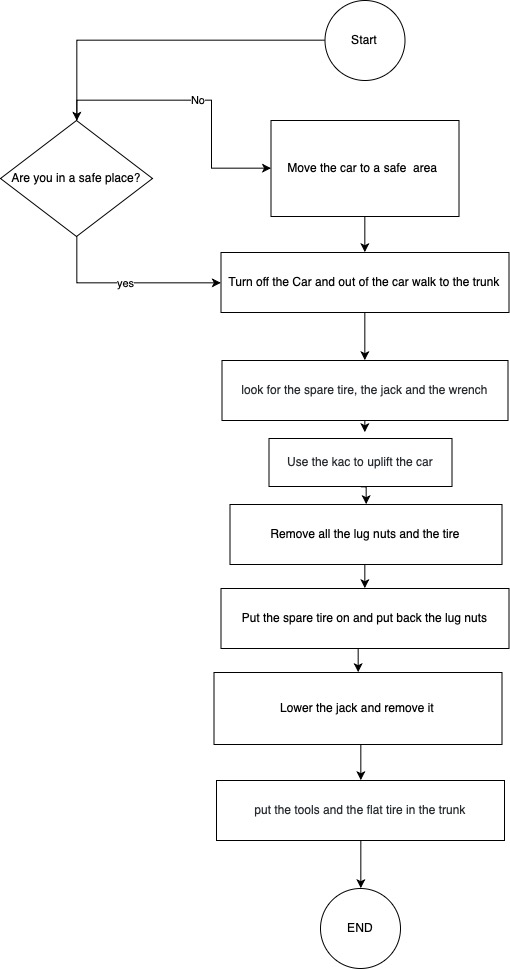 Start
No
Are you in a safe place?
Move the car to a safe area
yes
Turn off the Car and out of the car walk to the trunk
look for the spare tire, the jack and the wrench
Use the kac to uplift the car
Remove all the lug nuts and the tire
Put the spare tire on and put back the lug nuts
Lower the jack and remove it
put the tools and the flat tire in the trunk
END